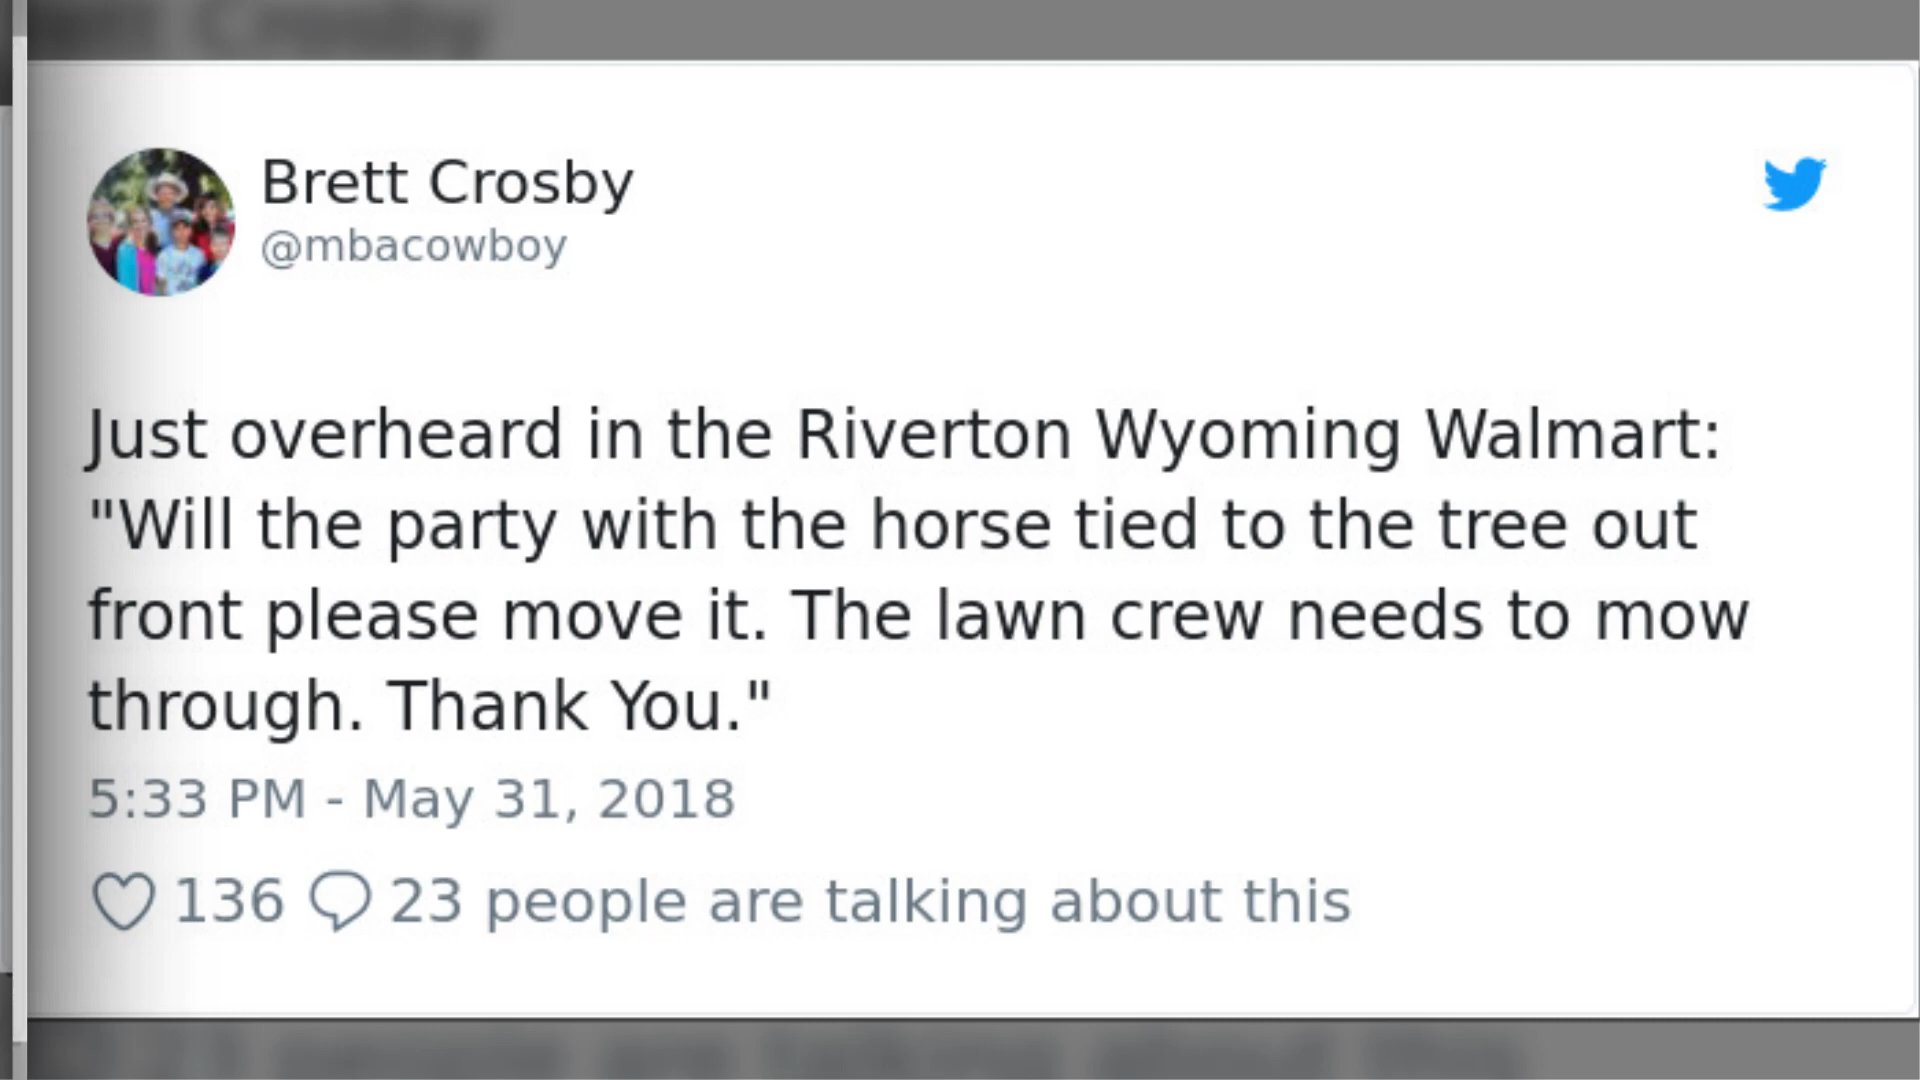 Brett Crosby
@mbacowboy
Just overheard in the Riverton Wyoming Walmart:
"Will the party with the horse tied to the tree out
front please move it. The lawn crew needs to mow
through. Thank You."
5:33 PM - May 31, 2018
136 23 people are talking about this